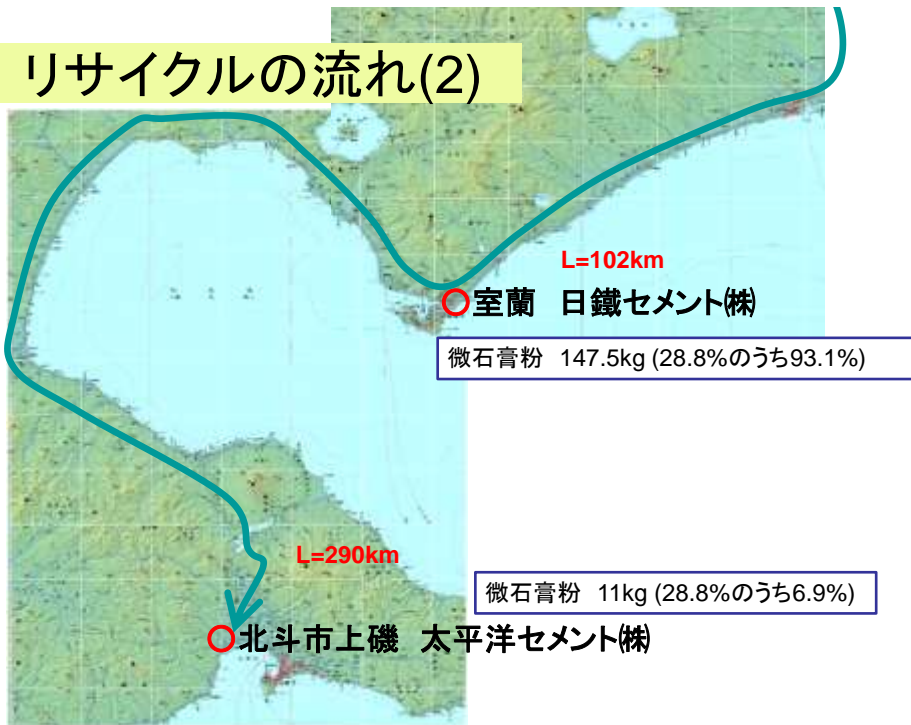 リサイクルの流れ(2)
L=102km
室蘭 日鐵セメント㈱
微石膏粉 147.5kg (28.8%のうち93.1%)
L=290km
微石膏粉 11kg (28.8%のうち6.9%)
北斗市上磯 太平洋セメント㈱